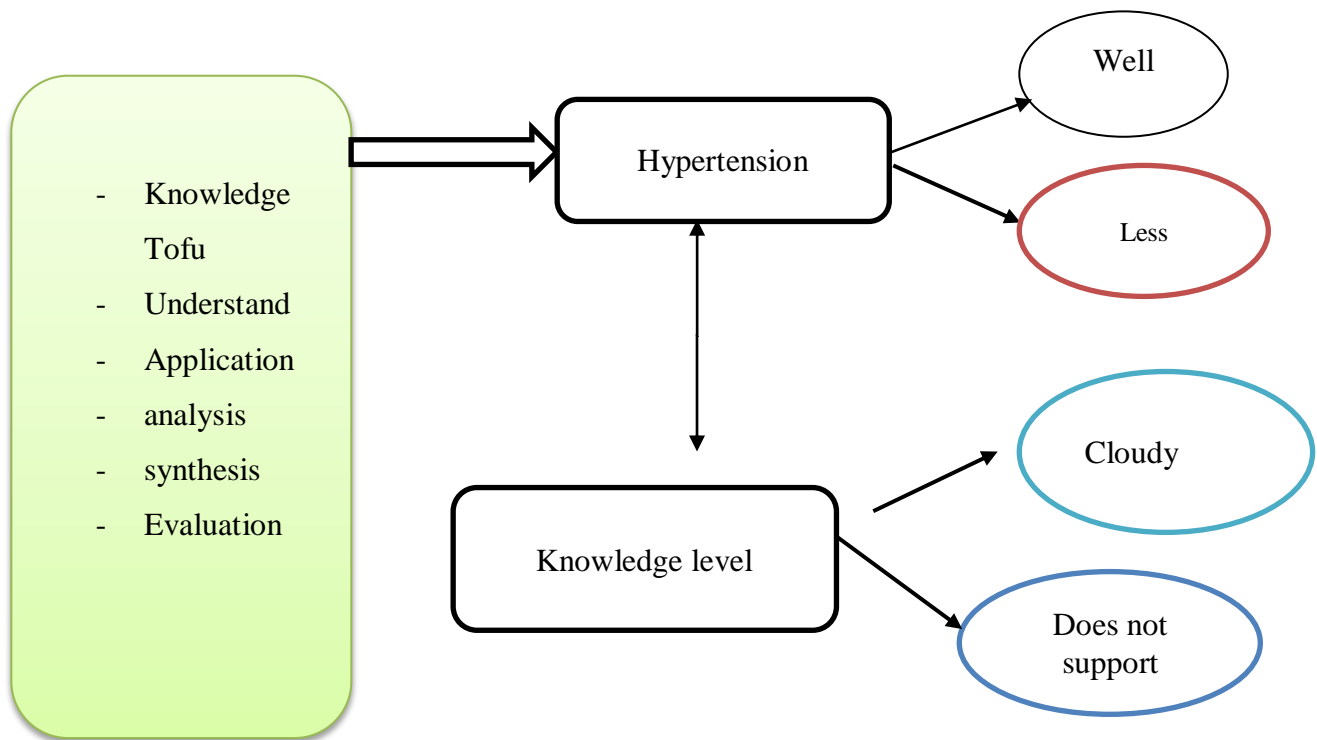 - Knowledge
Tofu
- Understand
- Application
- analysis
- synthesis
- Evaluation
Hypertension
Well
Less
Knowledge level
Cloudy
Does not
support